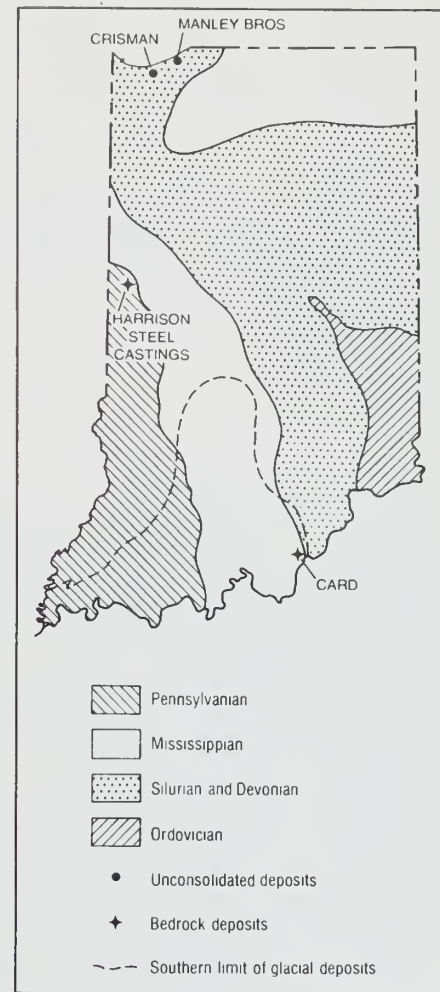 MANLEY BROS
CRISMAN
HARRISON
STEEL
CASTINGS
CARD
Pennsylvanian
Mississippian
Silurian and Devonian
Ordovician
Unconsolidated deposits
Bedrock deposits
Southern limit of glacial deposits